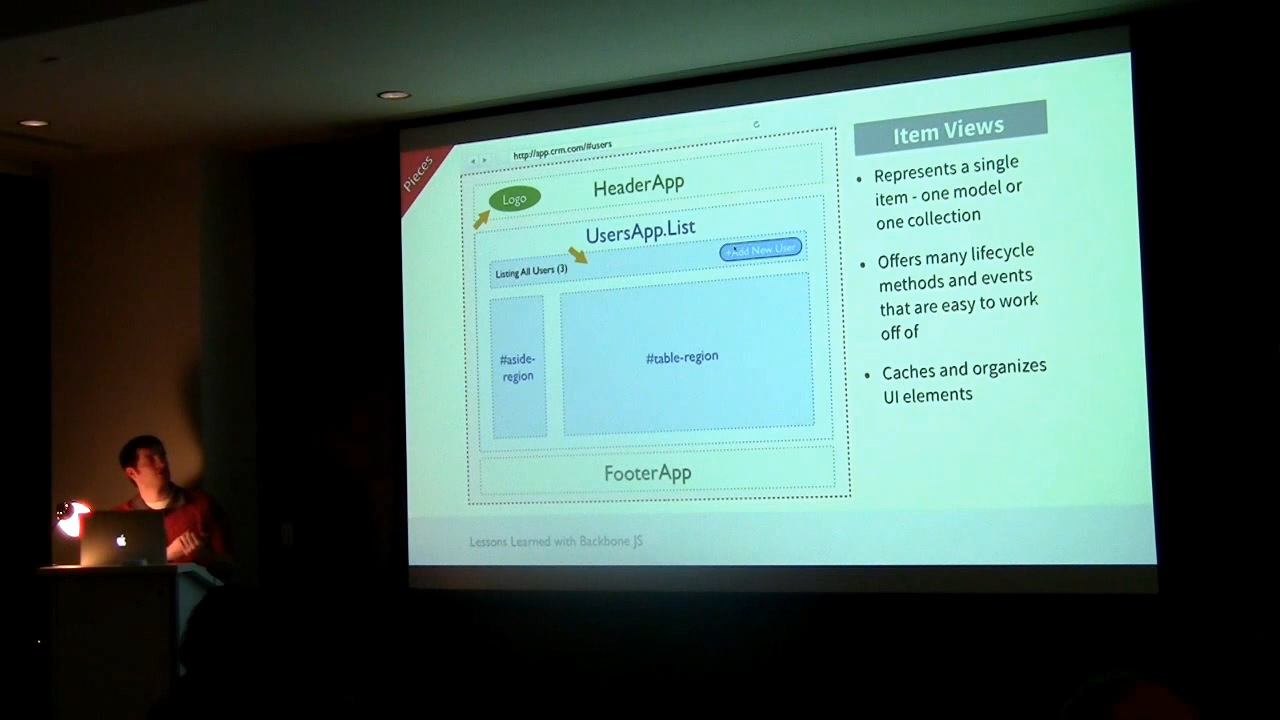 Pieces
http://app.crm.com/#users
HeaderApp
Logo
UsersApp.List
+Add New User
Listing All Users (3)
#aside-
region
#table-region
FooterApp
Item Views
• Represents a single
item - one model or
one collection
• Offers many lifecycle
methods and events
that are easy to work
off of
• Caches and organizes
UI elements
Lessons Learned with Backbone JS